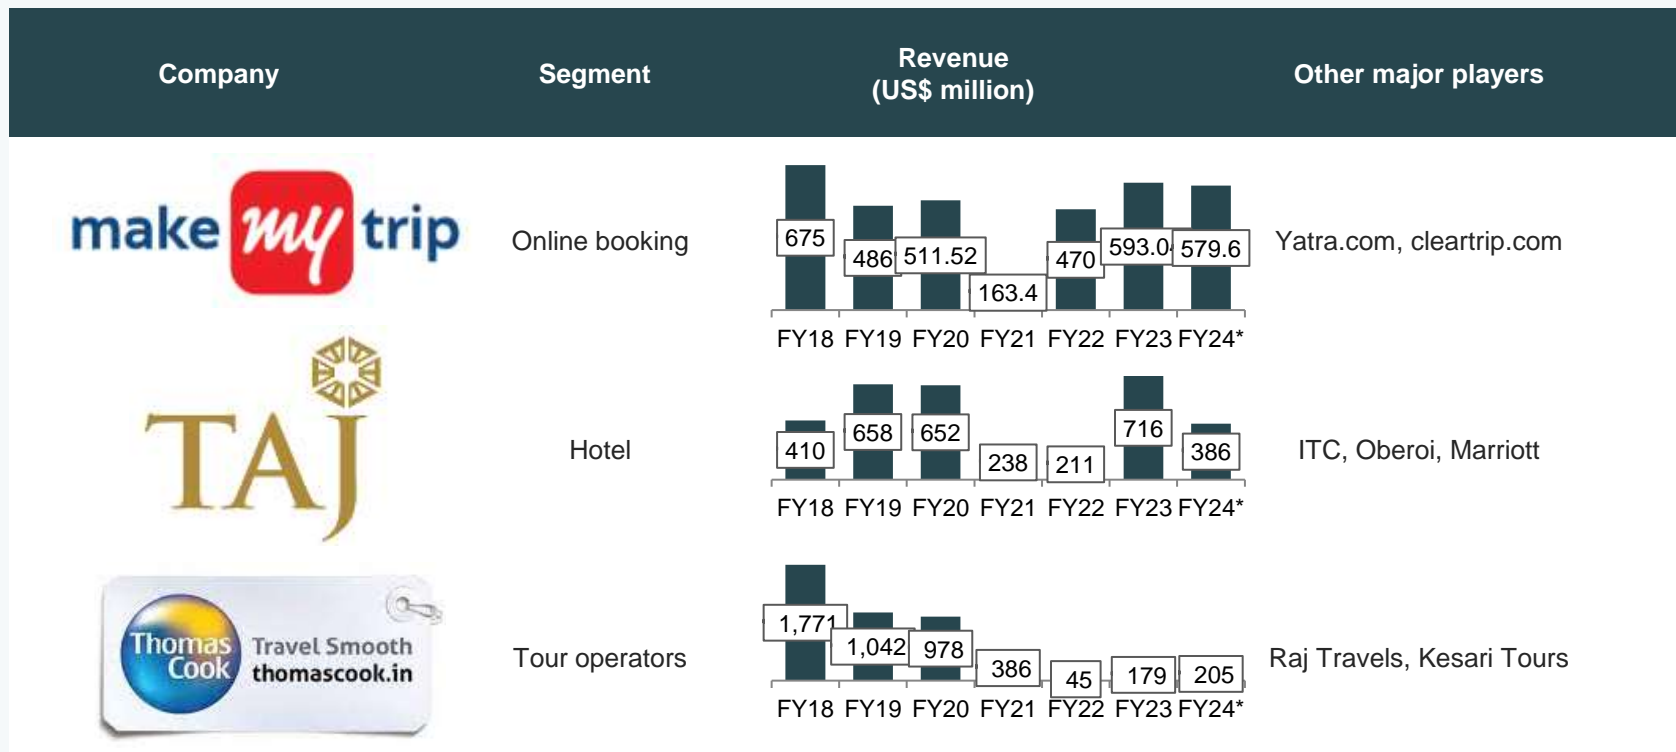 Company
Segment
Revenue
(US$ million)
Other major players
make my trip
Online booking
675
486
511.52
163.4
470
593.0
579.6
FY18 FY19 FY20 FY21 FY22 FY23 FY24*
Yatra.com, cleartrip.com
TAJ
Hotel
410
658
652
238
211
716
386
FY18 FY19 FY20 FY21 FY22 FY23 FY24*
ITC, Oberoi, Marriott
Thomas
Cook
Travel Smooth
thomascook.in
Tour operators
1,771
1,042
978
386
45
179
205
FY18 FY19 FY20 FY21 FY22 FY23 FY24*
Raj Travels, Kesari Tours